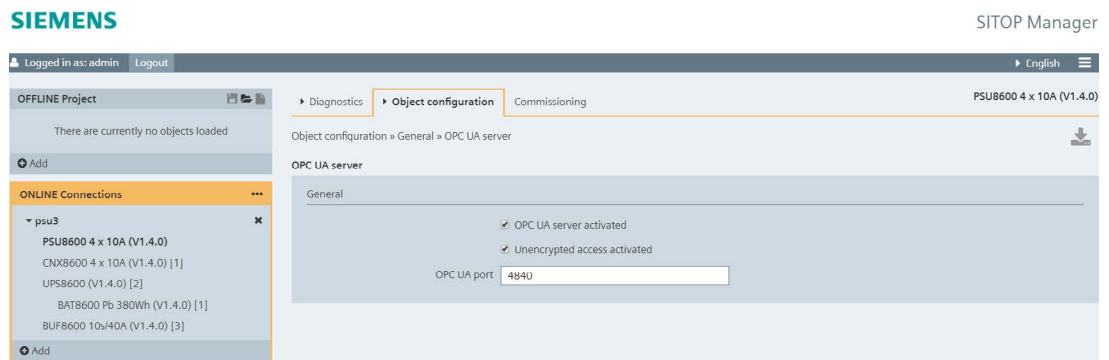 SIEMENS
SITOP Manager
Logged in as: admin Logout
English
OFFLINE Project
There are currently no objects loaded
Add
ONLINE Connections
psu3
PSU8600 4 x 10A (V1.4.0)
CNX8600 4 x 10A (V1.4.0) [1]
UPS8600 (V1.4.0) [2]
BAT8600 Pb 380Wh (V1.4.0) [1]
BUF8600 10s/40A (V1.4.0) [3]
Add
Diagnostics Object configuration Commissioning
PSU8600 4 x 10A (V1.4.0)
Object configuration » General » OPC UA server
OPC UA server
General
OPC UA server activated
Unencrypted access activated
OPC UA port 4840